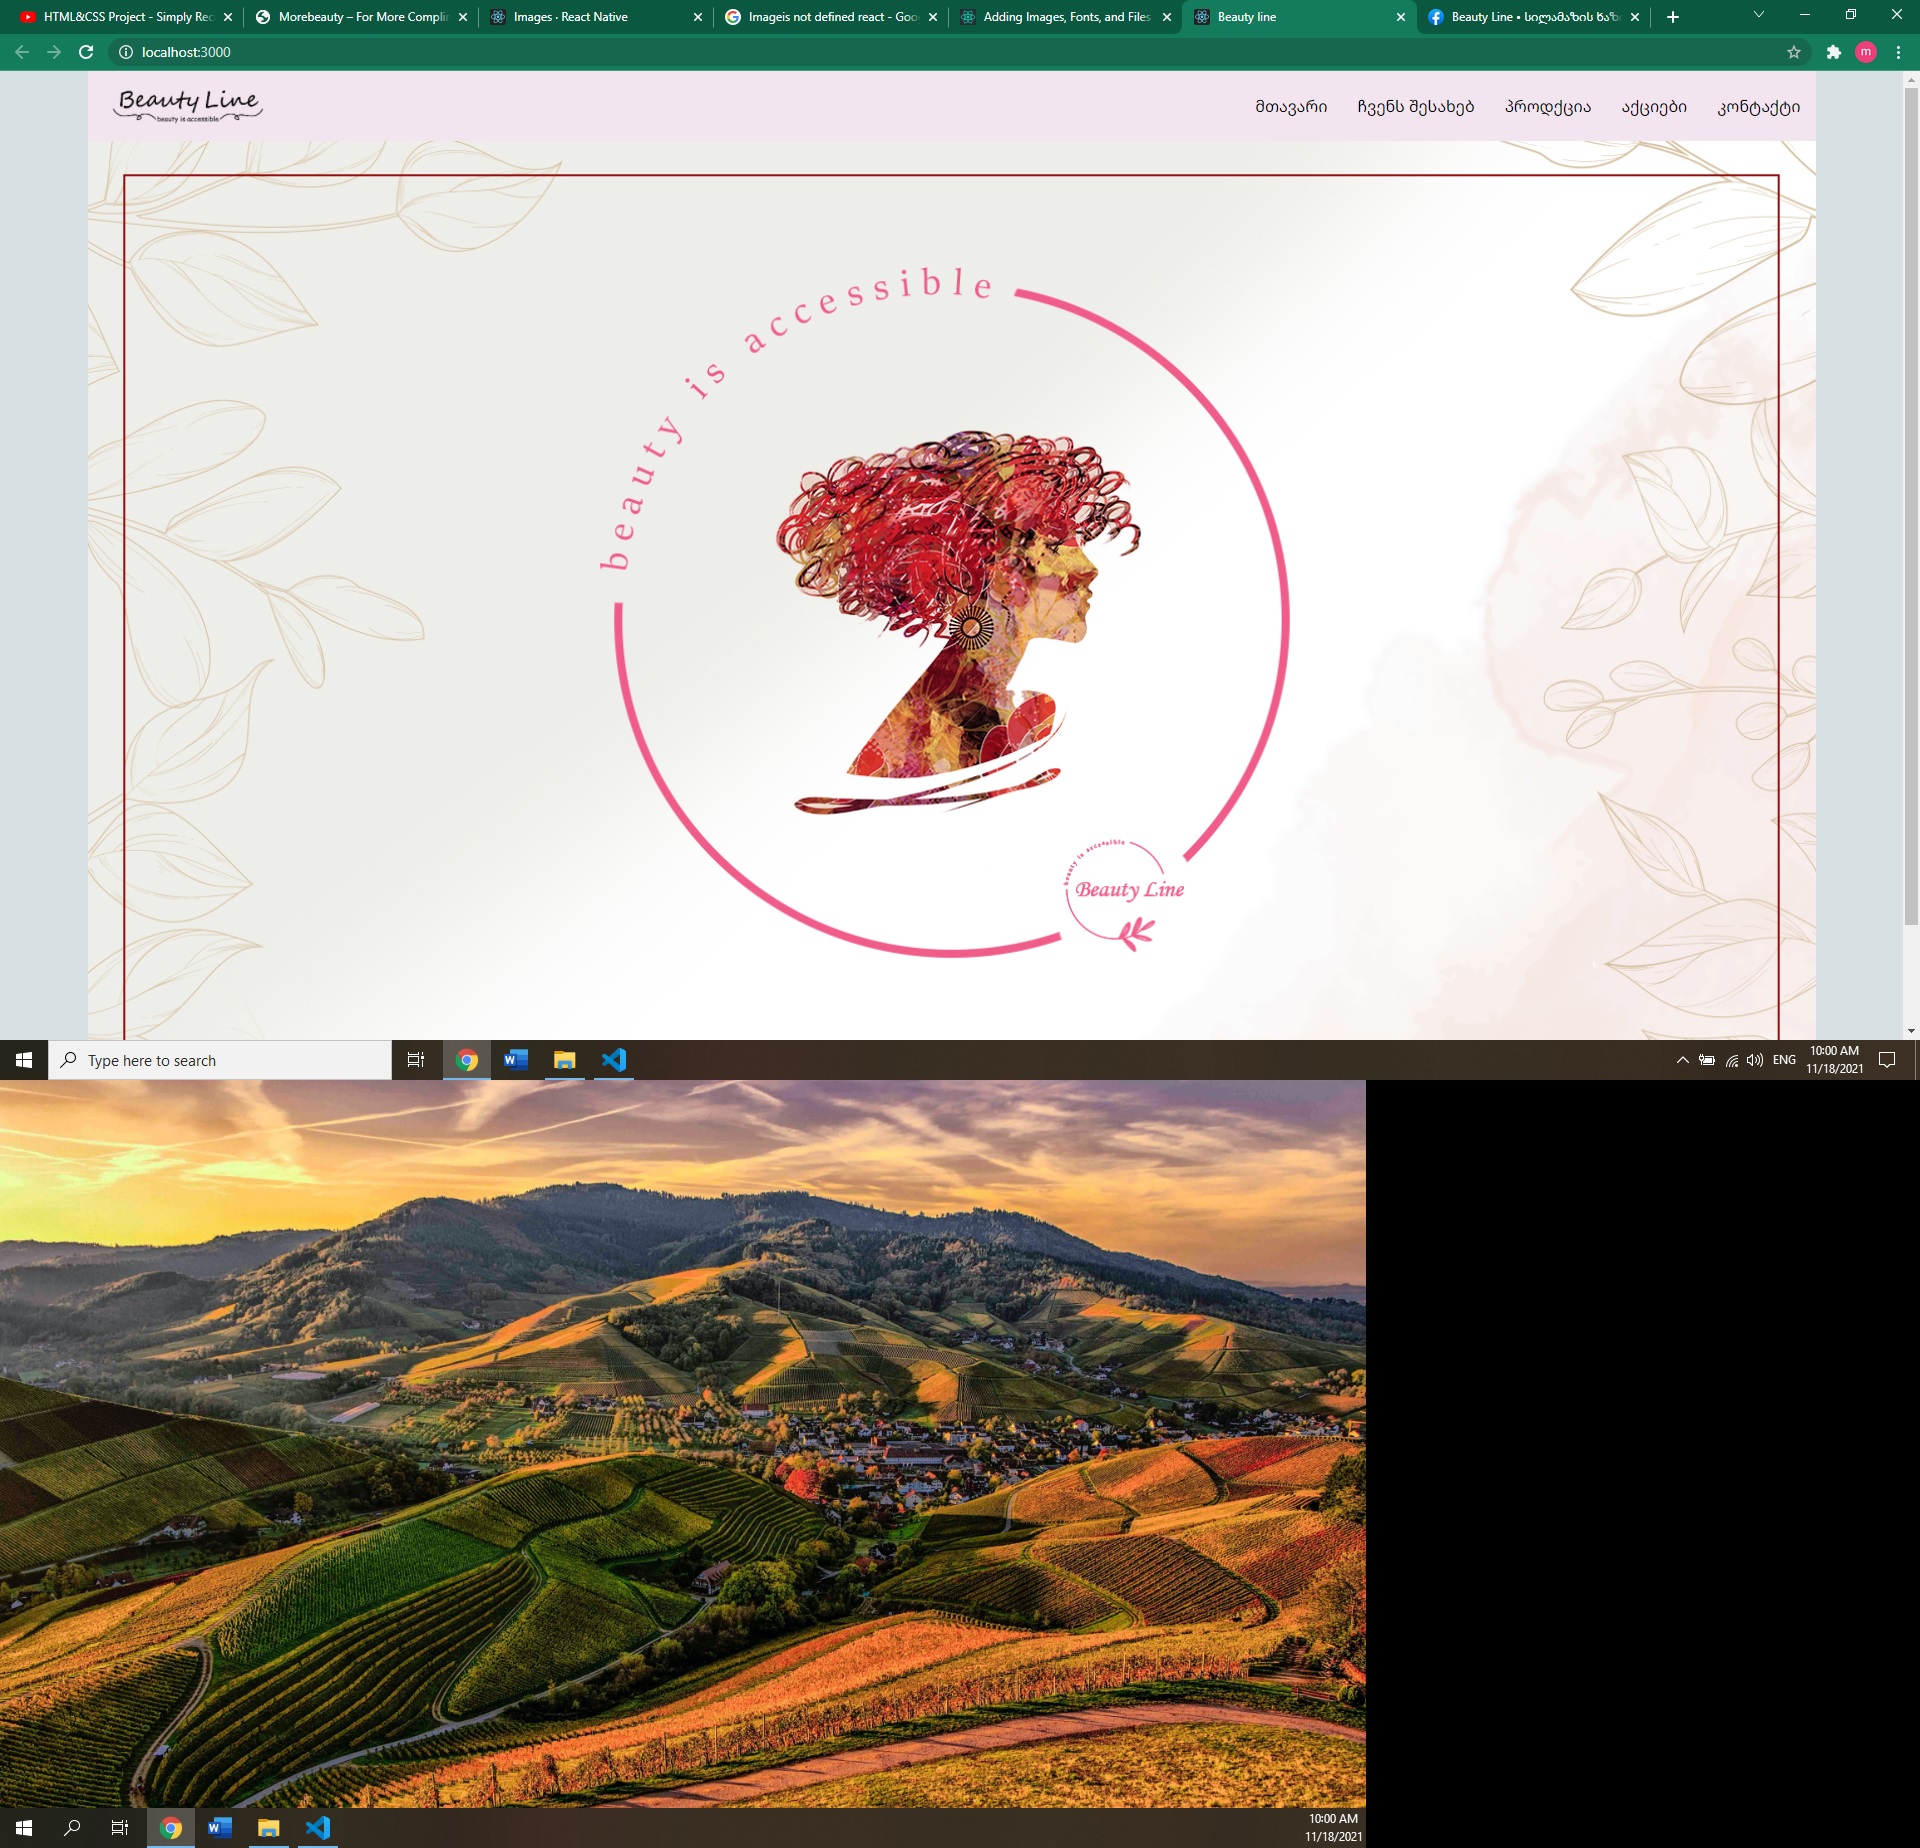 HTML&CSS Project - Simply Rec
Morebeauty – For More Complim
Images · React Native
Imageis not defined react - Goo
Adding Images, Fonts, and Files
Beauty line
Beauty Line • სილამაზის ხაზი
localhost:3000
m
Beauty Line
beauty is accessible
მთავარი ჩვენს შესახებ პროდქცია აქციები კონტაქტი
beauty is accessible
beauty is accessible
Beauty Line
Type here to search
ENG
10:00 AM
11/18/2021
10:00 AM
11/18/2021